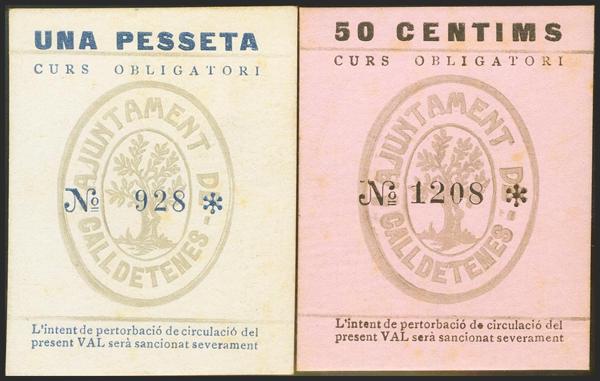 UNA PESSETA
CURS OBLIGATORI
AJUNTAMENT DE
CALLDETENES
Nº 928 *
L'intent de pertorbació de circulació del
present VAL serà sancionat severament
50 CENTIMS
CURS OBLIGATORI
AJUNTAMENT DE
CALLDETENES
Nº 1208 *
L'intent de pertorbació de circulació del
present VAL serà sancionat severament